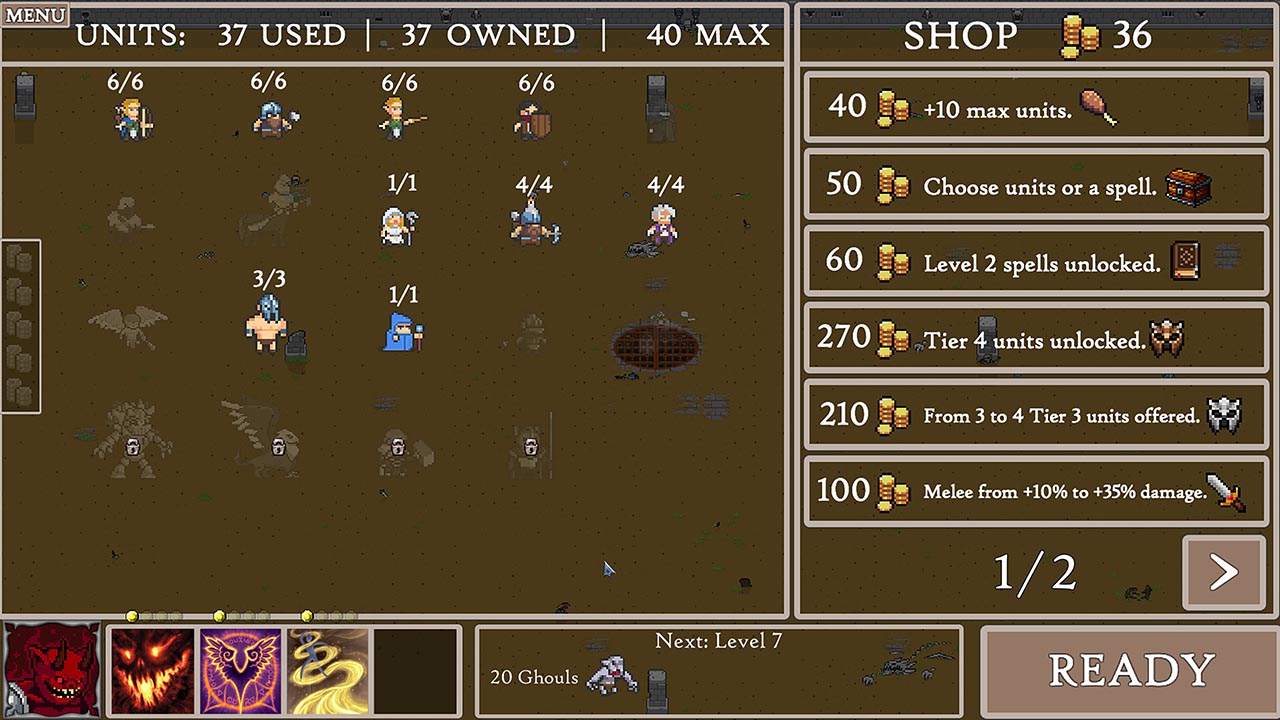 MENU
UNITS: 37 USED | 37 OWNED | 40 MAX
6/6 6/6 6/6 6/6
1/1 4/4 4/4
3/3 1/1
SHOP 36
40 +10 max units.
50 Choose units or a spell.
60 Level 2 spells unlocked.
270 Tier 4 units unlocked.
210 From 3 to 4 Tier 3 units offered.
100 Melee from +10% to +35% damage.
1/2 >
Next: Level 7
20 Ghouls
READY